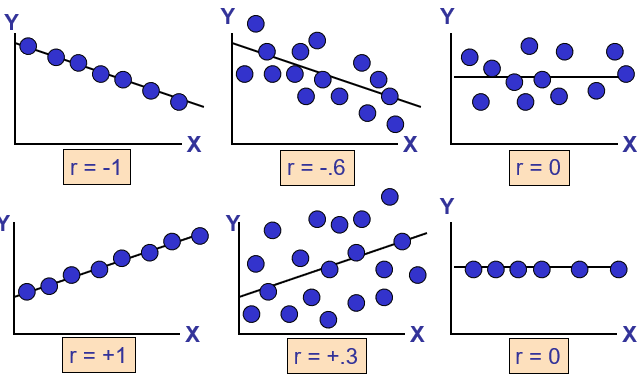 Y
X
r = -1
Y
X
r = -.6
Y
X
r = 0
Y
X
r = +1
Y
X
r = +.3
Y
X
r = 0